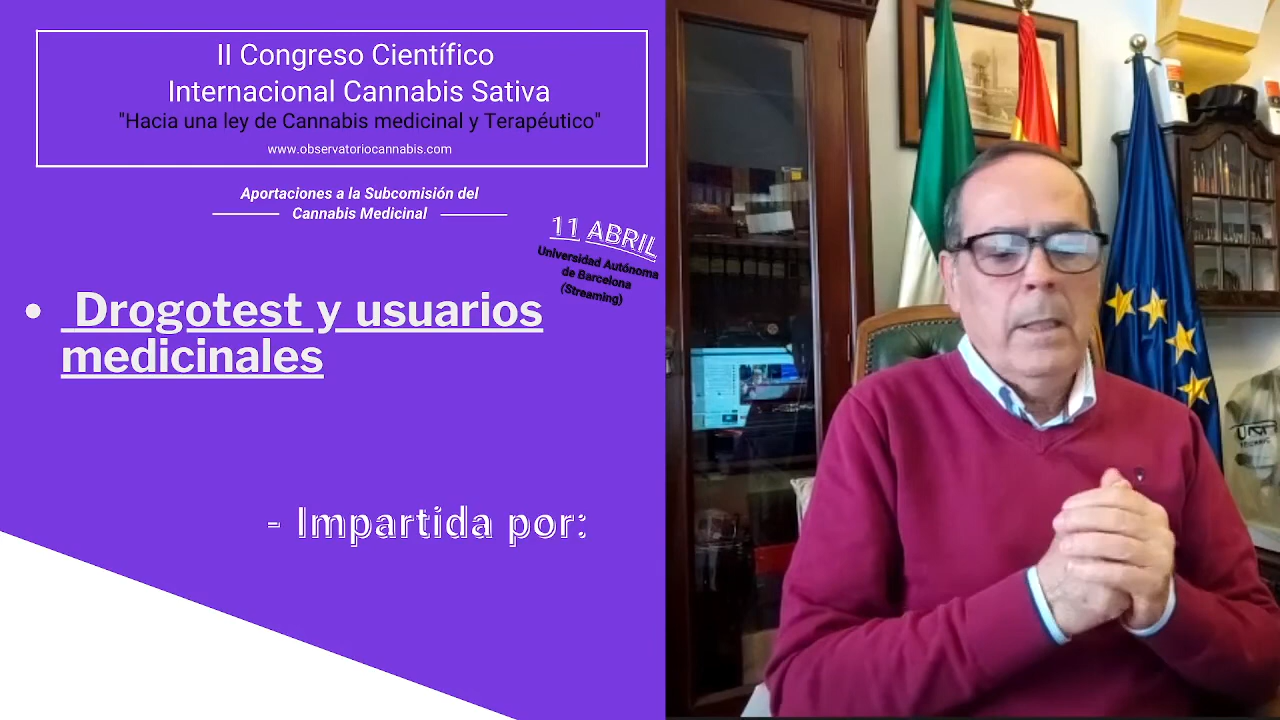 II Congreso Científico
Internacional Cannabis Sativa
"Hacia una ley de Cannabis medicinal y Terapéutico"
www.observatoriocannabis.com
Aportaciones a la Subcomisión del
Cannabis Medicinal
11 ABRIL
Universidad Autónoma
de Barcelona
(Streaming)
• Drogotest y usuarios
medicinales
- Impartida por: